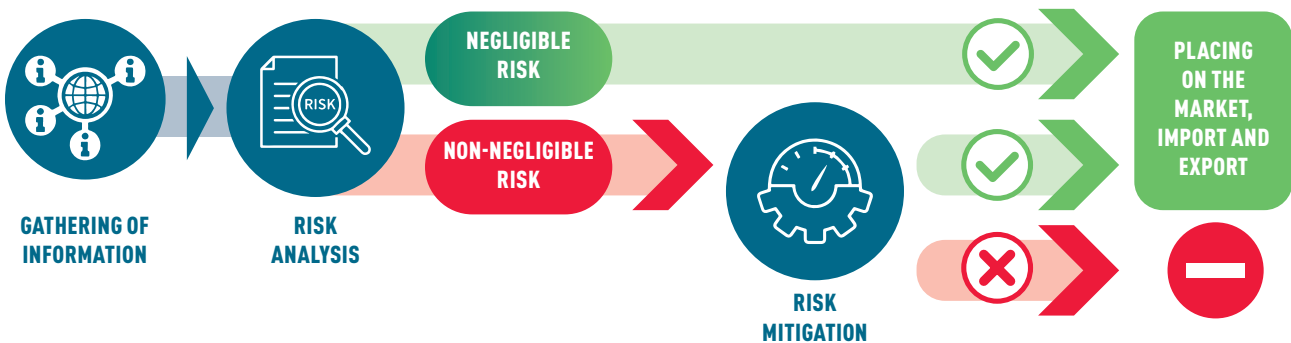 GATHERING OF
INFORMATION
RISK
RISK
ANALYSIS
NEGLIGIBLE
RISK
NON-NEGLIGIBLE
RISK
RISK
MITIGATION
PLACING
ON THE
MARKET,
IMPORT AND
EXPORT